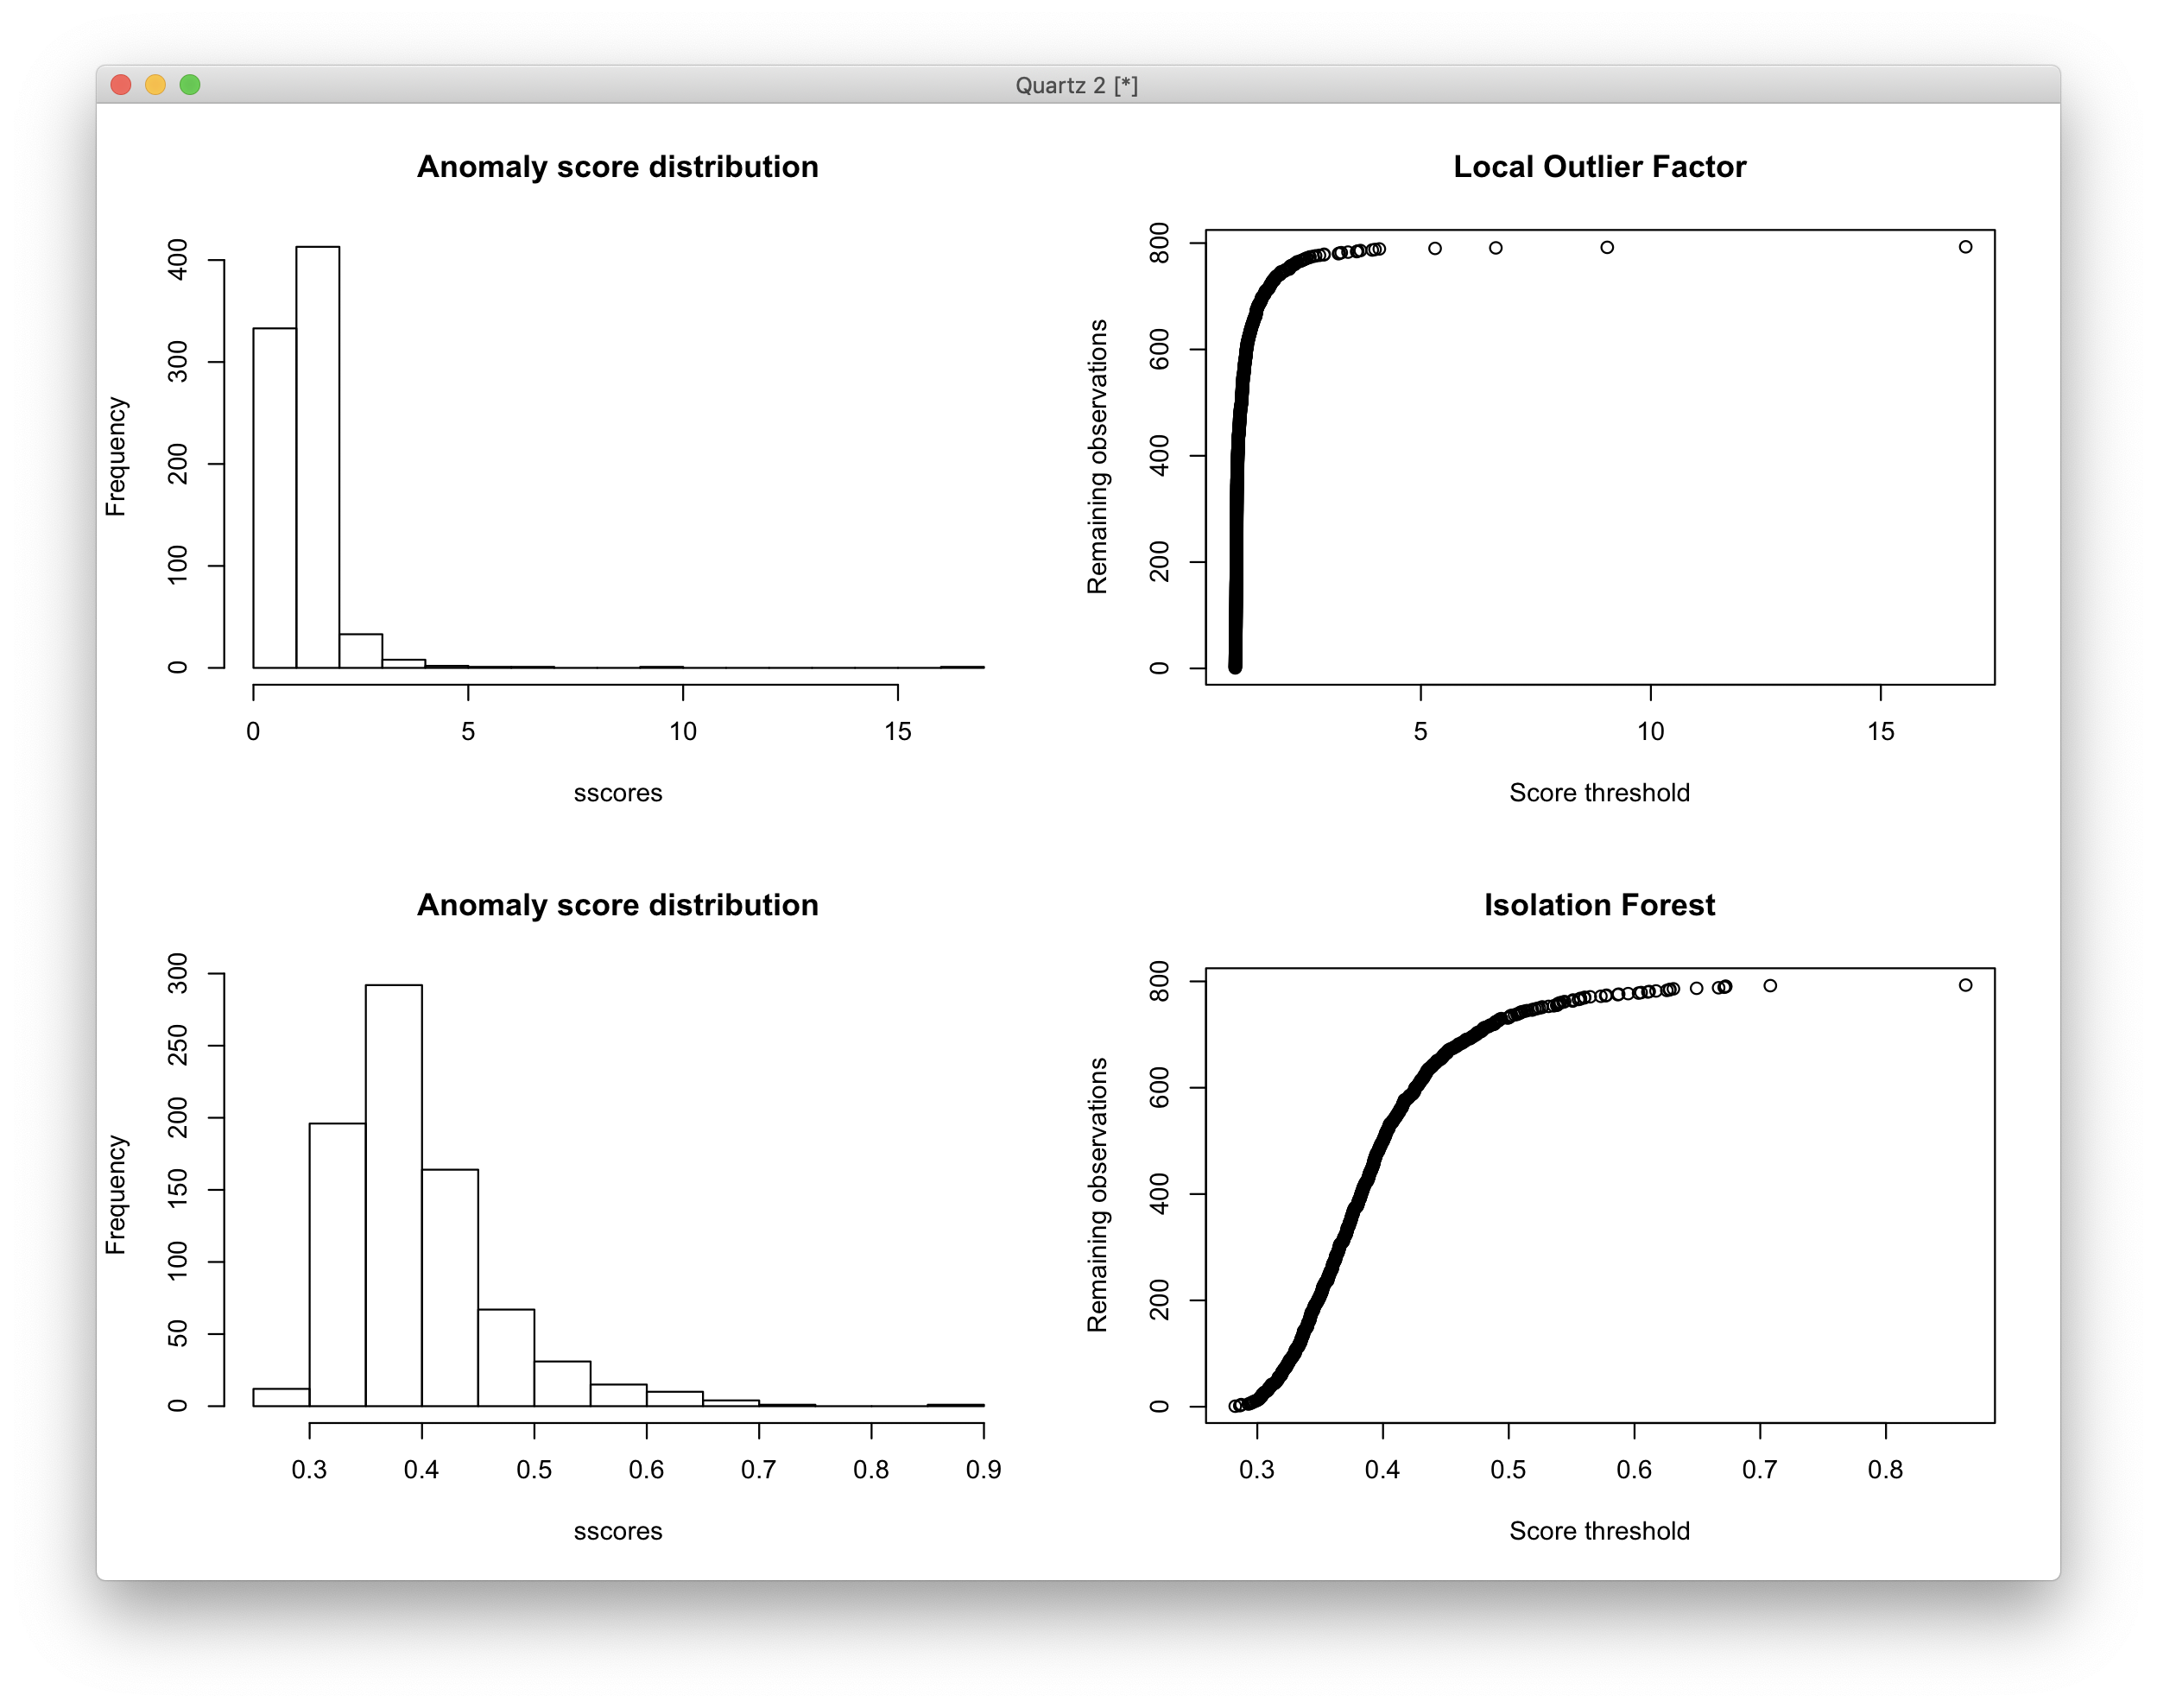 Quartz 2 [*]
Anomaly score distribution
Frequency
400
300
200
100
0
0 5 10 15
sscores
Local Outlier Factor
Remaining observations
800
600
400
200
0
5 10 15
Score threshold
Anomaly score distribution
Frequency
300
250
200
150
100
50
0
0.3 0.4 0.5 0.6 0.7 0.8 0.9
sscores
Isolation Forest
Remaining observations
800
600
400
200
0
0.3 0.4 0.5 0.6 0.7 0.8
Score threshold